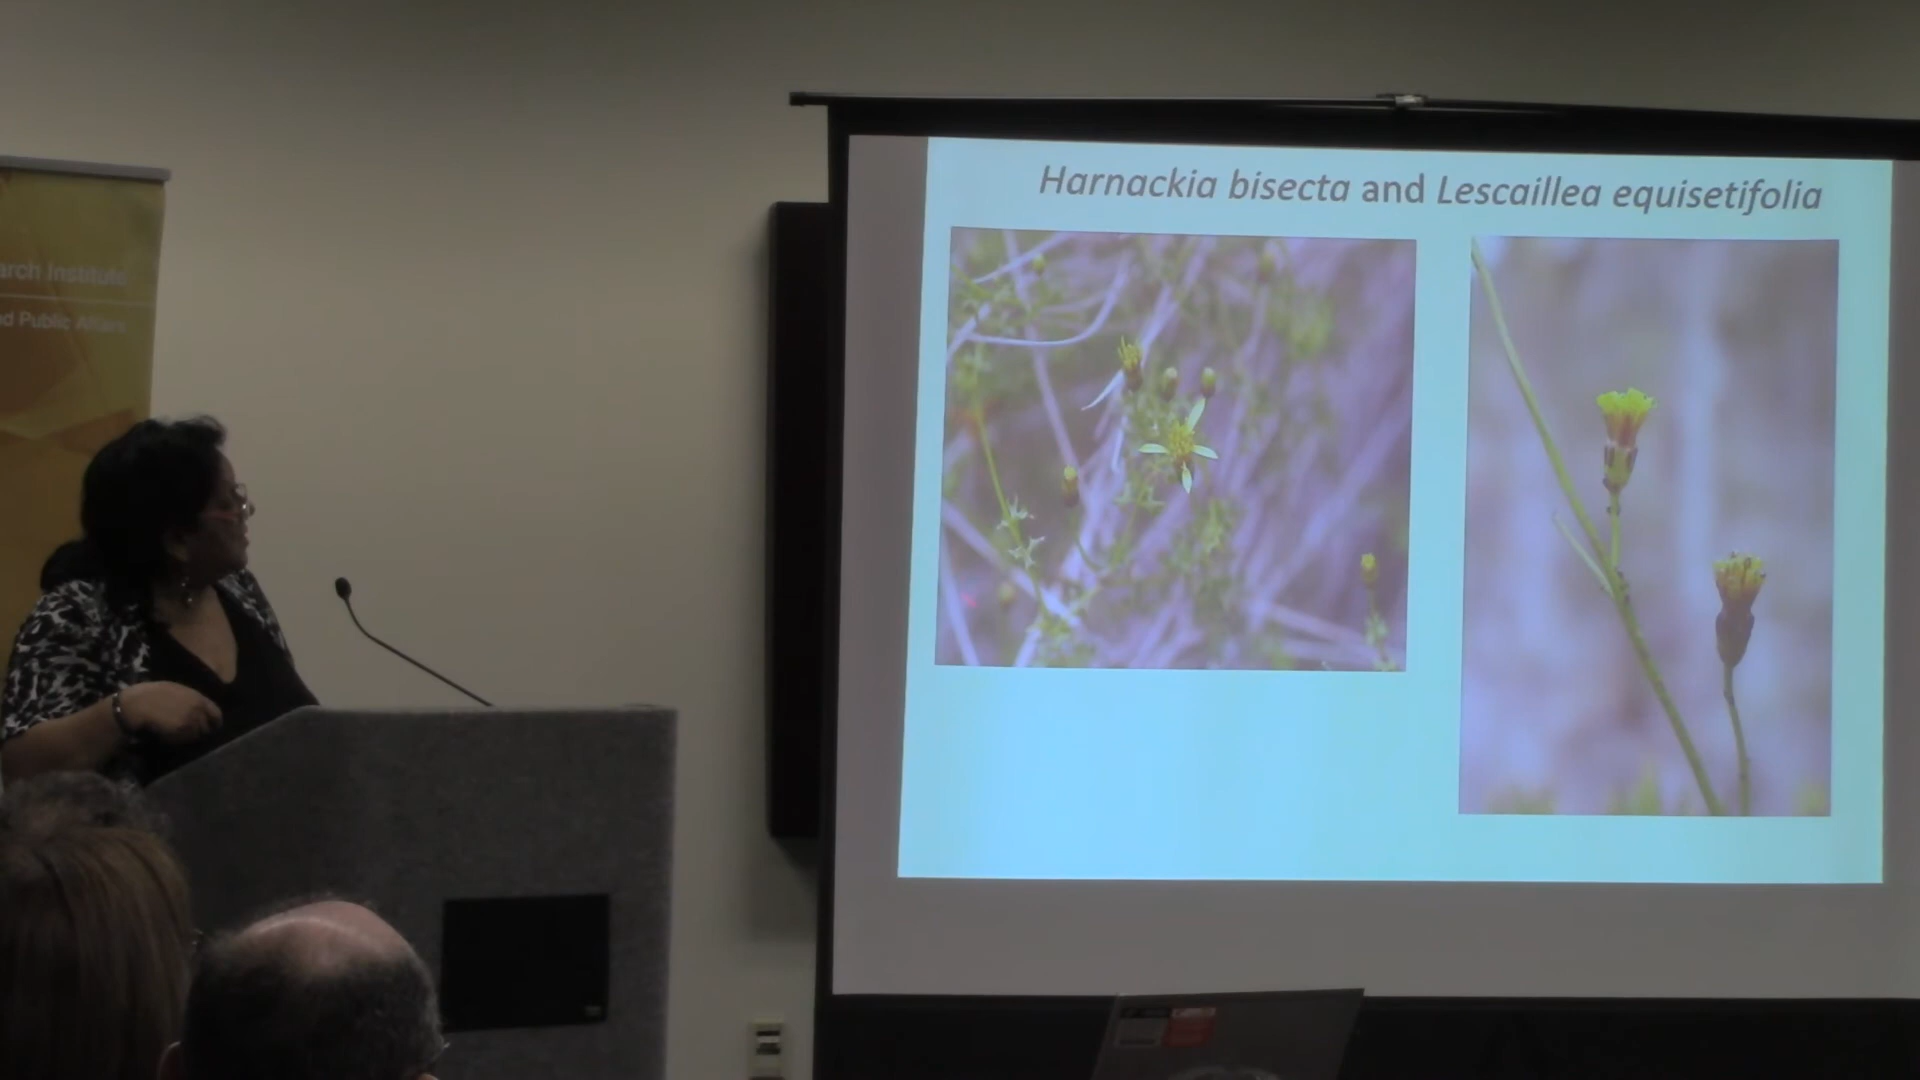 Harnackia bisecta and Lescaillea equisetifolia
arch Institute
d Public Affairs